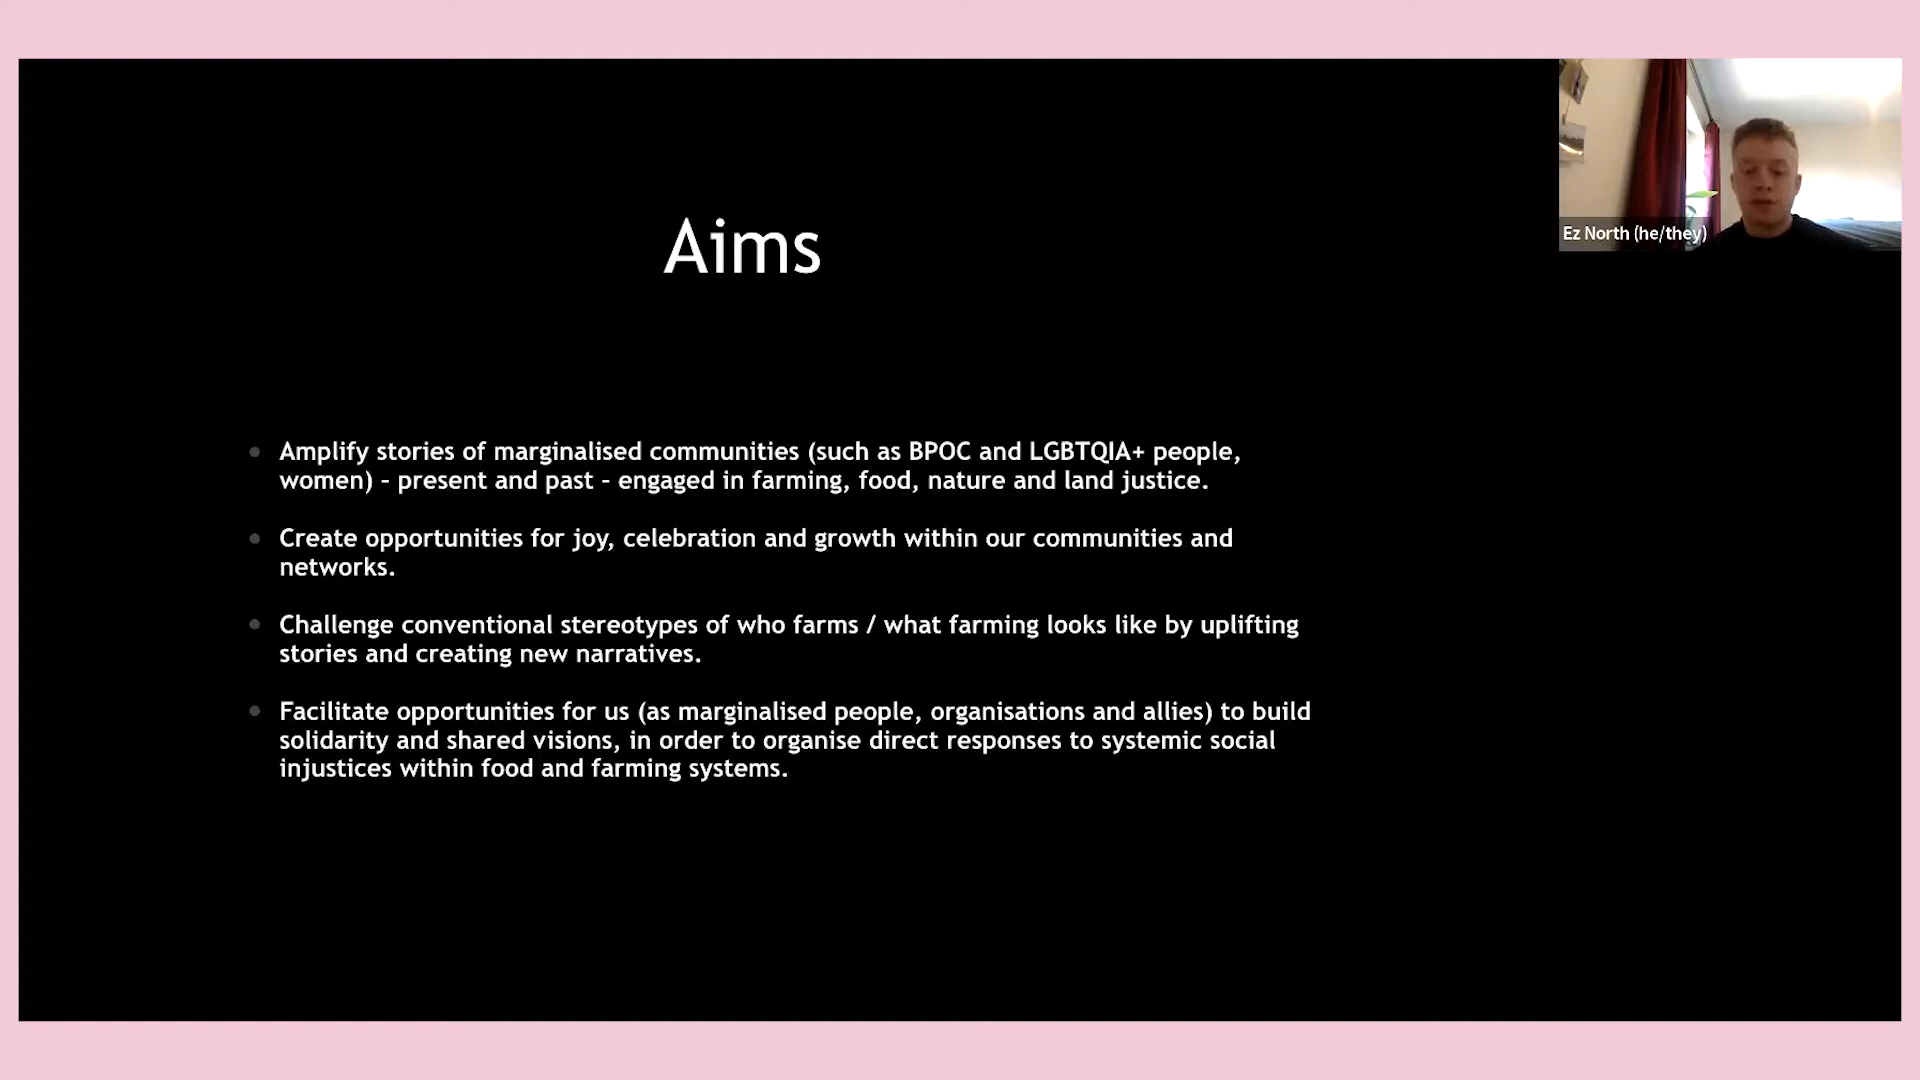 Aims
Ez North (he/they)
• Amplify stories of marginalised communities (such as BPOC and LGBTQIA+ people,
women) – present and past – engaged in farming, food, nature and land justice.
• Create opportunities for joy, celebration and growth within our communities and
networks.
• Challenge conventional stereotypes of who farms / what farming looks like by uplifting
stories and creating new narratives.
• Facilitate opportunities for us (as marginalised people, organisations and allies) to build
solidarity and shared visions, in order to organise direct responses to systemic social
injustices within food and farming systems.